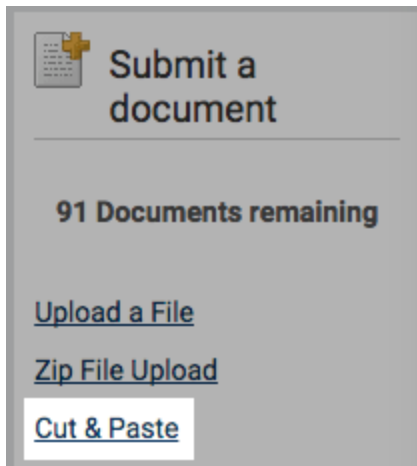 Submit a
document
91 Documents remaining
Upload a File
Zip File Upload
Cut & Paste